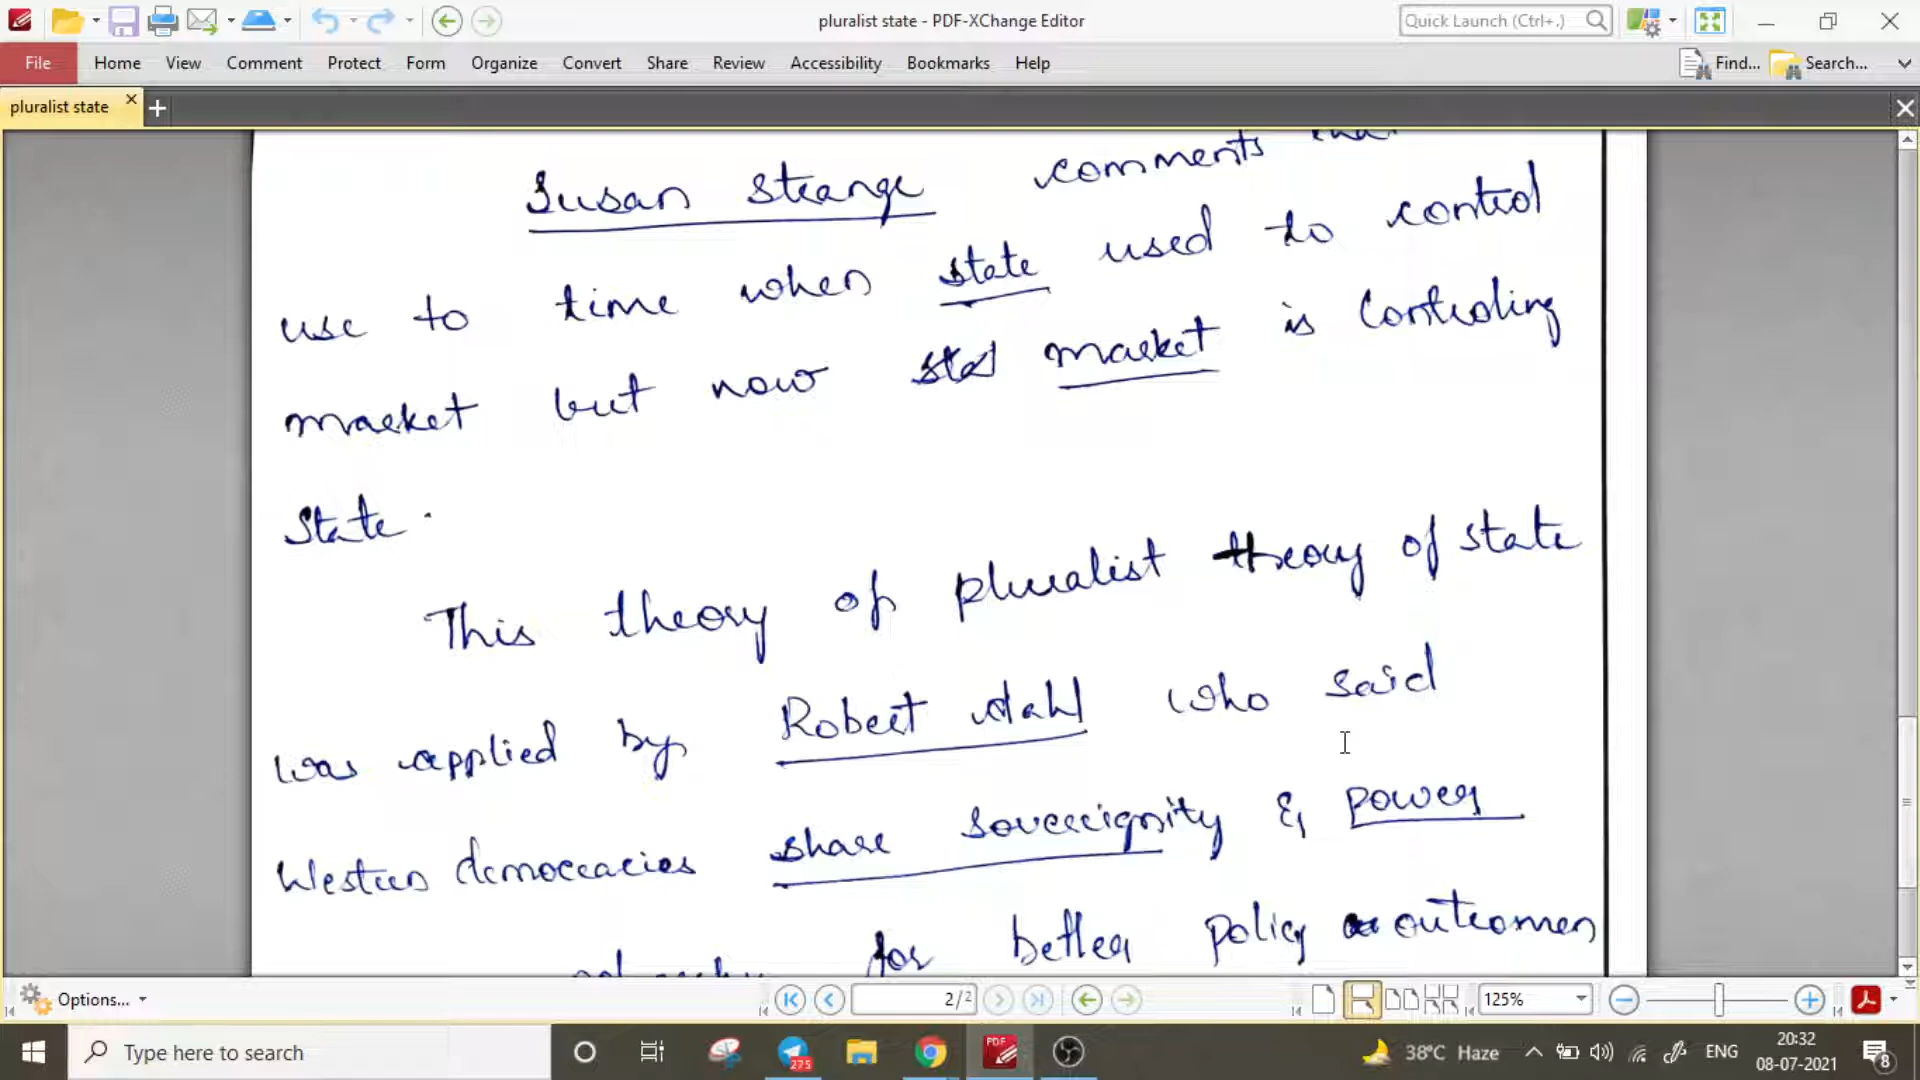 pluralist state - PDF-XChange Editor
Quick Launch (Ctrl+.)
File Home View Comment Protect Form Organize Convert Share Review Accessibility Bookmarks Help Find... Search...
pluralist state
Susan Strange comments
use to time when state used to control
market but now market is Controling
State.
This theory of pluralist theory of state
was applied by Robert dahl who said
Western democracies share sovereignity & power
for better policy outcomes
Options... 2/2 125%
Type here to search 275 PDF 38°C Haze ENG 20:32 08-07-2021 8